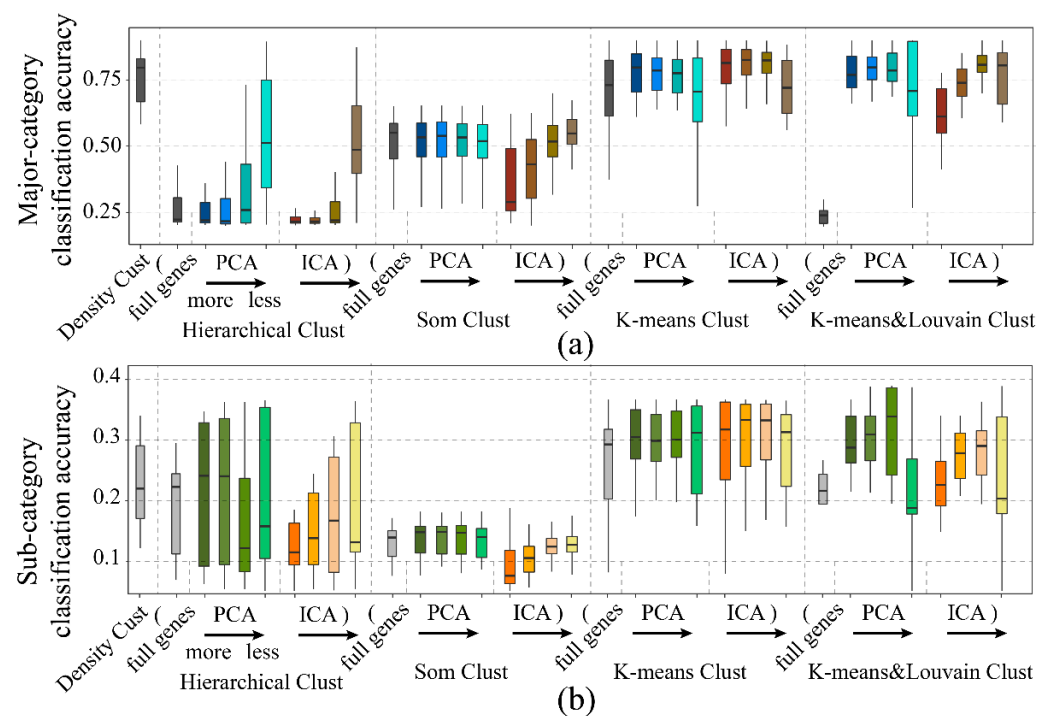 Major-category
classification accuracy
0.75
0.50
0.25
Density Cust ( full genes PCA ICA ) ( full genes PCA ICA ) ( full genes PCA ICA ) ( full genes PCA ICA )
more less
Hierarchical Clust
Som Clust
K-means Clust
K-means&Louvain Clust
(a)
Sub-category
classification accuracy
0.4
0.3
0.2
0.1
Density Cust ( full genes PCA ICA ) ( full genes PCA ICA ) ( full genes PCA ICA ) ( full genes PCA ICA )
more less
Hierarchical Clust
Som Clust
K-means Clust
K-means&Louvain Clust
(b)